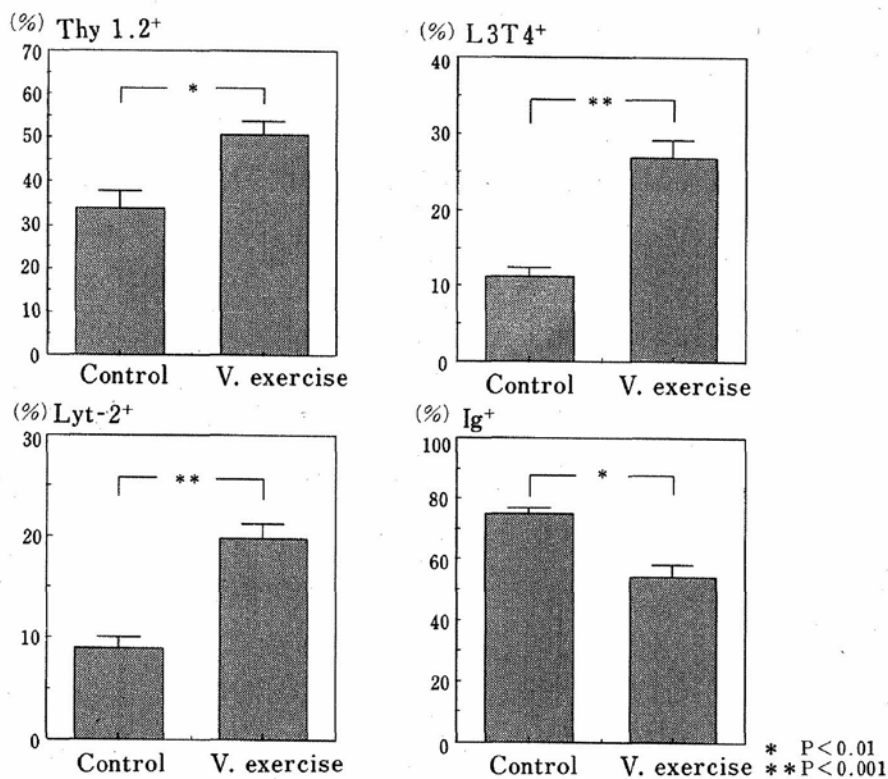 (%) Thy 1.2⁺
70
60
50
40
30
20
10
0
*
Control V. exercise
(%) L3T4⁺
40
30
20
10
0
**
Control V. exercise
(%) Lyt-2⁺
30
20
10
0
**
Control V. exercise
(%) Ig⁺
100
80
60
40
20
0
*
Control V. exercise
* P<0.01
** P<0.001